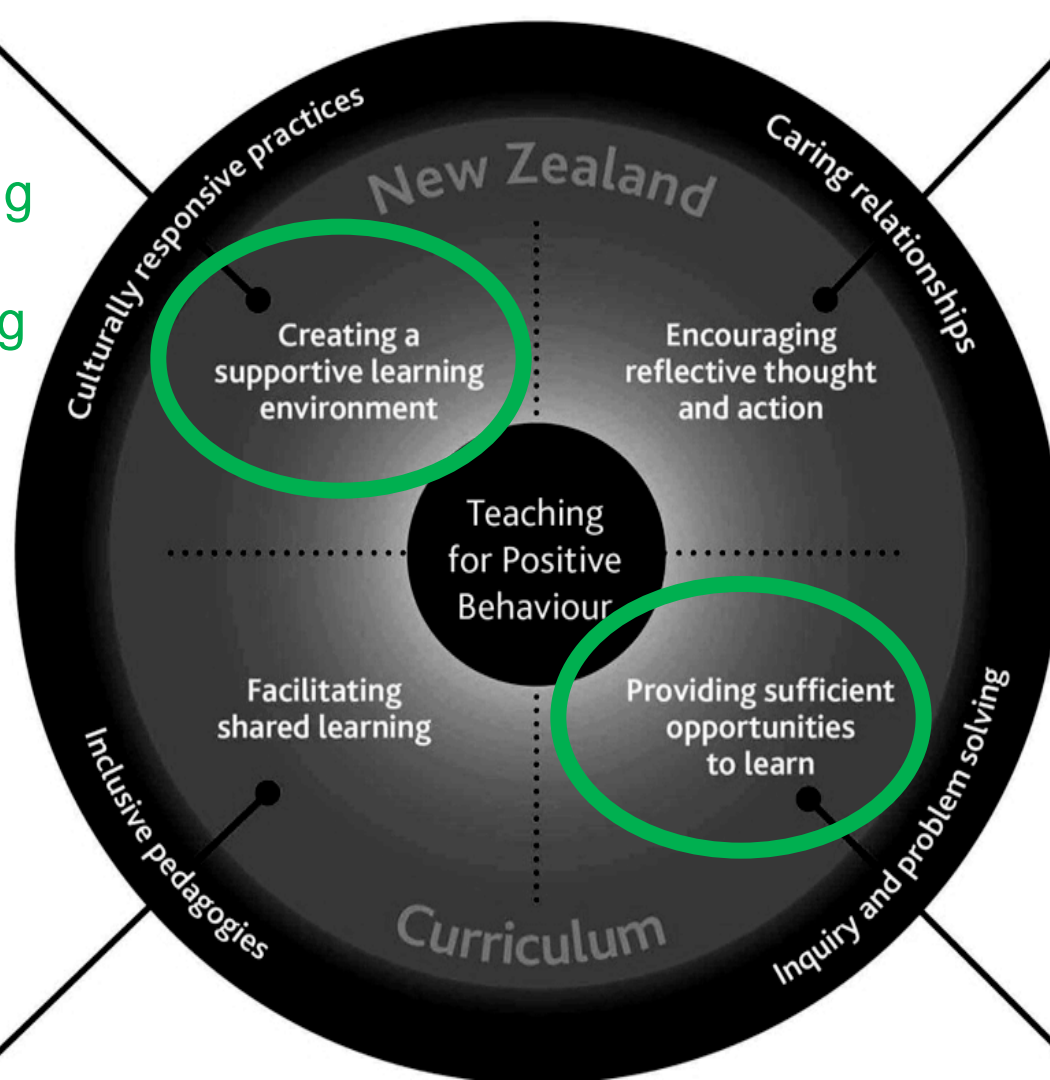 Culturally responsive practices
Caring relationships
New Zealand
g
g
Creating a
supportive learning
environment
Encouraging
reflective thought
and action
Teaching
for Positive
Behaviour
Facilitating
shared learning
Providing sufficient
opportunities
to learn
Inclusive pedagogies
Inquiry and problem solving
Curriculum